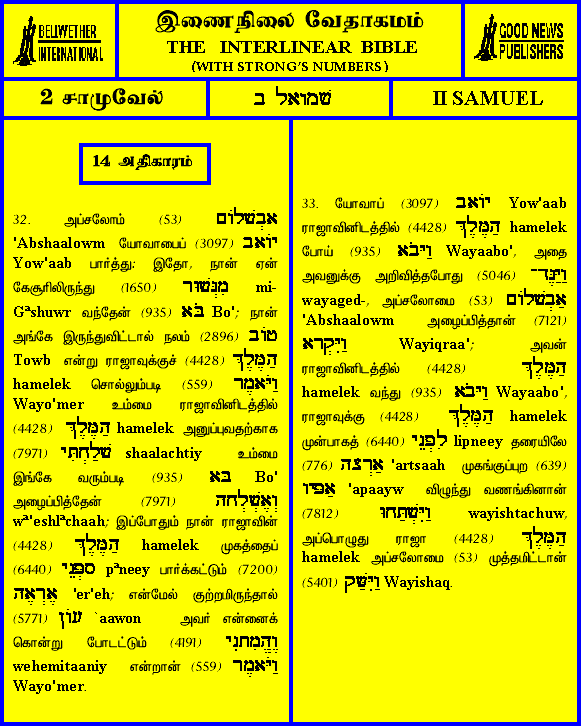 BELLWETHER
INTERNATIONAL
இணைநிலை வேதாகமம்
THE INTERLINEAR BIBLE
(WITH STRONG'S NUMBERS)
GOOD NEWS
PUBLISHERS
2 சாமுவேல்
שמואל ב
II SAMUEL
14 அதிகாரம்
32. அப்சலோம் (53) אבשלום
'Abshaalowm யோவாபைப் (3097) יואב
Yow'aab பார்த்து: இதோ, நான் ஏன்
கேசூரிலிருந்து (1650) מִגְּשׁוּר mi-
Gᵃshuwr வந்தேன் (935) בֹּא Bo'; நான்
அங்கே இருந்துவிட்டால் நலம் (2896) טוֹב
Towb என்று ராஜாவுக்குச் (4428) הַמֶּלֶךְ
hamelek சொல்லும்படி (559) וַיֹּאמֶר
Wayo'mer உம்மை ராஜாவினிடத்தில்
(4428) הַמֶּלֶךְ hamelek அனுப்புவதற்காக
(7971) שָׁלַחְתִּי shaalachtiy உம்மை
இங்கே வரும்படி (935) בֹּא Bo'
அழைப்பித்தேன் (7971) וְאֶשְׁלְחָה
wᵃ'eshlᵃchaah; இப்போதும் நான் ராஜாவின்
(4428) הַמֶּלֶךְ hamelek முகத்தைப்
(6440) פְּנֵי pᵃneey பார்க்கட்டும் (7200)
אֶרְאֶה 'er'eh; என்மேல் குற்றமிருந்தால்
(5771) עָוֹן `aawon அவர் என்னைக்
கொன்று போடட்டும் (4191) וֶהֱמִתָנִי
wehemitaaniy என்றான் (559) וַיֹּאמֶר
Wayo'mer.
33. யோவாப் (3097) יוֹאָב Yow'aab
ராஜாவினிடத்தில் (4428) הַמֶּלֶךְ hamelek
போய் (935) וַיָּבֹא Wayaabo', அதை
அவனுக்கு அறிவித்தபோது (5046) וַיַּגֶּד־
wayaged-, அப்சலோமை (53) אַבְשָׁלוֹם
'Abshaalowm அழைப்பித்தான் (7121)
וַיִּקְרָא Wayiqraa'; அவன்
ராஜாவினிடத்தில் (4428) הַמֶּלֶךְ
hamelek வந்து (935) וַיָּבֹא Wayaabo',
ராஜாவுக்கு (4428) הַמֶּלֶךְ hamelek
முன்பாகத் (6440) לִפְנֵי lipneey தரையிலே
(776) אַרְצָה 'artsaah முகங்குப்புற (639)
אַפָּיו 'apaayw விழுந்து வணங்கினான்
(7812) וַיִּשְׁתַּחוּ wayishtachuw,
அப்பொழுது ராஜா (4428) הַמֶּלֶךְ
hamelek அப்சலோமை (53) முத்தமிட்டான்
(5401) וַיִּשַּׁק Wayishaq.